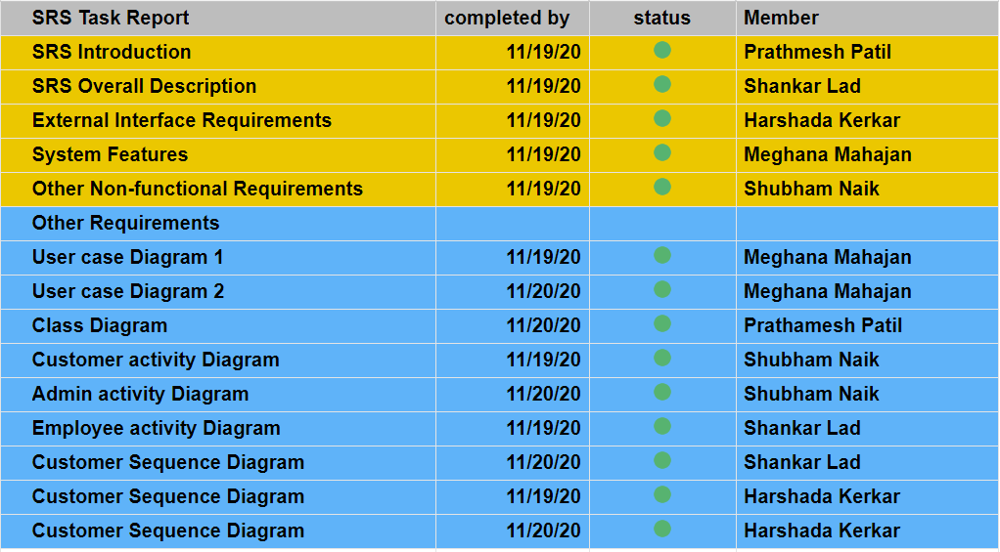 SRS Task Report completed by status Member
SRS Introduction 11/19/20 Prathmesh Patil
SRS Overall Description 11/19/20 Shankar Lad
External Interface Requirements 11/19/20 Harshada Kerkar
System Features 11/19/20 Meghana Mahajan
Other Non-functional Requirements 11/19/20 Shubham Naik
Other Requirements
User case Diagram 1 11/19/20 Meghana Mahajan
User case Diagram 2 11/20/20 Meghana Mahajan
Class Diagram 11/20/20 Prathamesh Patil
Customer activity Diagram 11/19/20 Shubham Naik
Admin activity Diagram 11/20/20 Shubham Naik
Employee activity Diagram 11/19/20 Shankar Lad
Customer Sequence Diagram 11/20/20 Shankar Lad
Customer Sequence Diagram 11/19/20 Harshada Kerkar
Customer Sequence Diagram 11/20/20 Harshada Kerkar